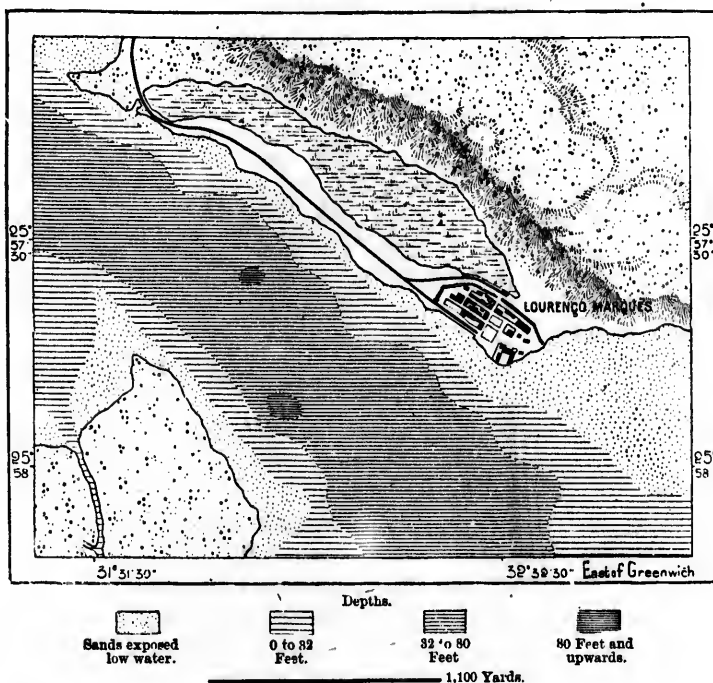 25°
57'
30"
25°
57'
30"
LOURENÇO MARQUES
25°
58'
25°
58'
31°31'30"
32°32'30" East of Greenwich
Depths.
Sands exposed
low water.
0 to 32
Feet.
32 'o 80
Feet
80 Feet and
upwards.
1,100 Yards.